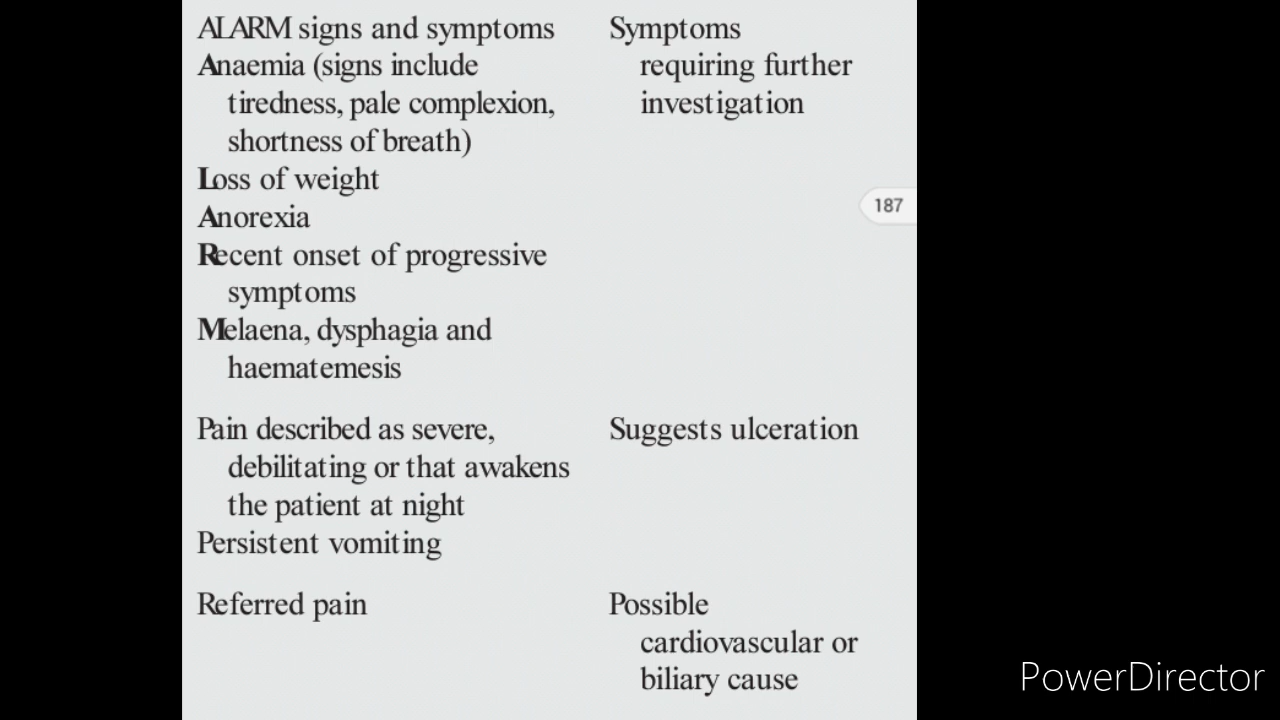 ALARM signs and symptoms
Symptoms
Anaemia (signs include
requiring further
tiredness, pale complexion,
investigation
shortness of breath)
Loss of weight
Anorexia
187
Recent onset of progressive
symptoms
Melaena, dysphagia and
haematemesis
Pain described as severe,
Suggests ulceration
debilitating or that awakens
the patient at night
Persistent vomiting
Referred pain
Possible
cardiovascular or
biliary cause
PowerDirector